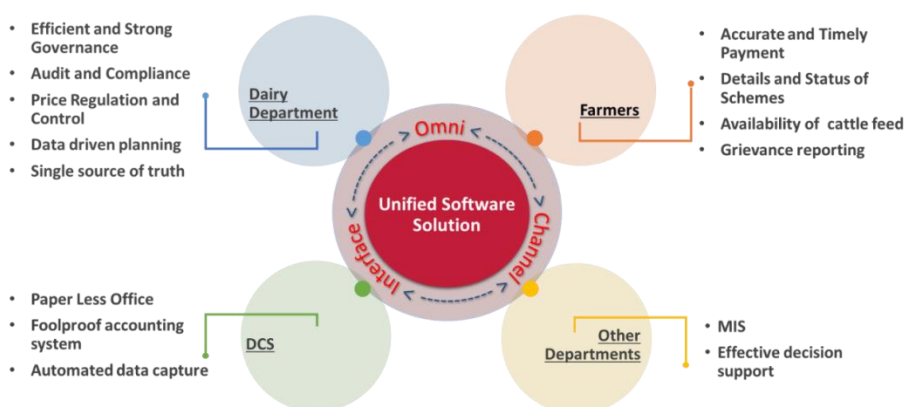 • Efficient and Strong
Governance
• Audit and Compliance
• Price Regulation and
Control
• Data driven planning
• Single source of truth
Dairy
Department
Farmers
• Accurate and Timely
Payment
• Details and Status of
Schemes
• Availability of cattle feed
• Grievance reporting
Omni
Channel
Interface
Unified Software
Solution
• Paper Less Office
• Foolproof accounting
system
• Automated data capture
DCS
Other
Departments
• MIS
• Effective decision
support